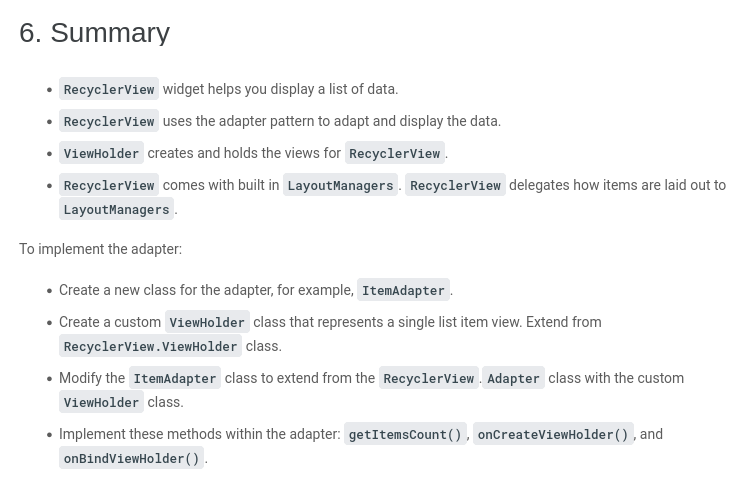 6. Summary
• RecyclerView widget helps you display a list of data.
• RecyclerView uses the adapter pattern to adapt and display the data.
• ViewHolder creates and holds the views for RecyclerView.
• RecyclerView comes with built in LayoutManagers. RecyclerView delegates how items are laid out to
LayoutManagers.
To implement the adapter:
• Create a new class for the adapter, for example, ItemAdapter.
• Create a custom ViewHolder class that represents a single list item view. Extend from
RecyclerView.ViewHolder class.
• Modify the ItemAdapter class to extend from the RecyclerView.Adapter class with the custom
ViewHolder class.
• Implement these methods within the adapter: getItemsCount(), onCreateViewHolder(), and
onBindViewHolder().